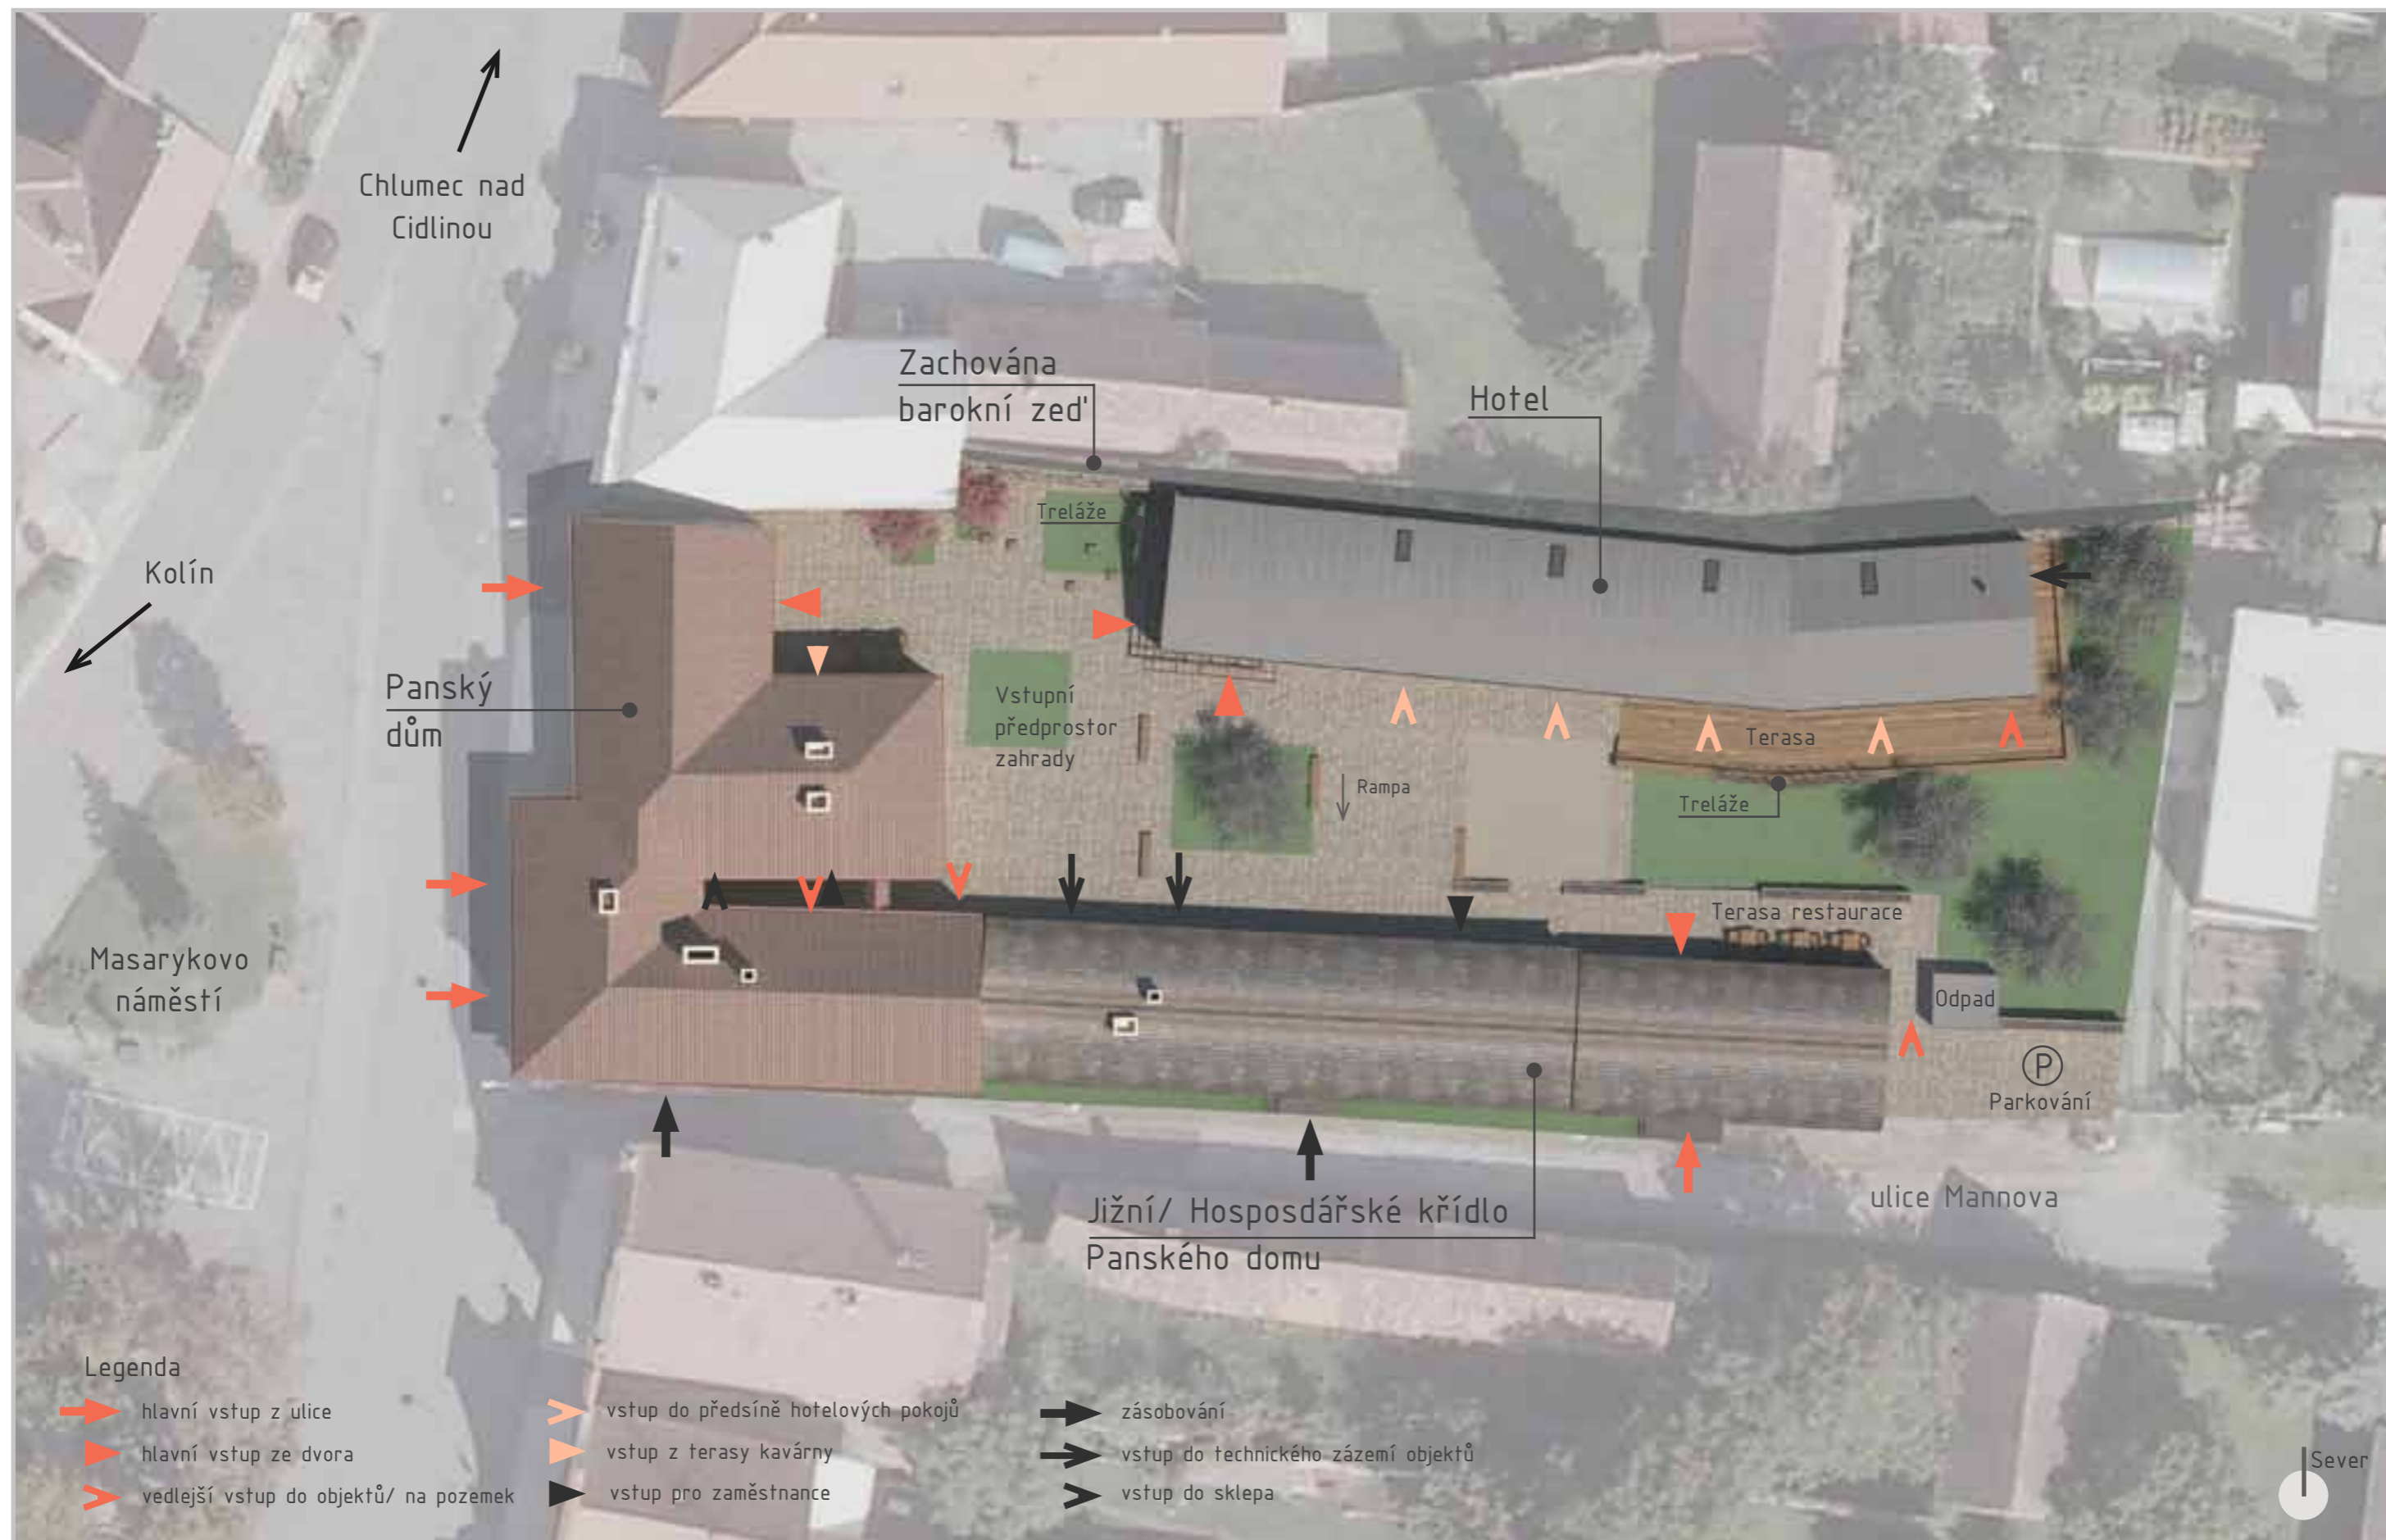 Chlumec nad
Cidlinou
Zachována
barokní zeď
Hotel
Treláže
Kolín
Panský
dům
Vstupní
předprostor
zahrady
Terasa
Rampa
Treláže
Terasa restaurace
Masarykovo
náměstí
Odpad
P
Parkování
Jižní/ Hosposdářské křídlo
Panského domu
ulice Mannova
Legenda
hlavní vstup z ulice
hlavní vstup ze dvora
vedlejší vstup do objektů/ na pozemek
vstup do předsíně hotelových pokojů
vstup z terasy kavárny
vstup pro zaměstnance
zásobování
vstup do technického zázemí objektů
vstup do sklepa
Sever